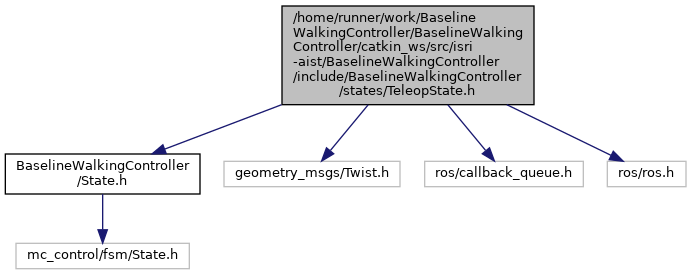 /home/runner/work/Baseline
WalkingController/BaselineWalking
Controller/catkin_ws/src/isri
-aist/BaselineWalkingController
/include/BaselineWalkingController
/states/TeleopState.h
BaselineWalkingController
/State.h
geometry_msgs/Twist.h
ros/callback_queue.h
ros/ros.h
mc_control/fsm/State.h